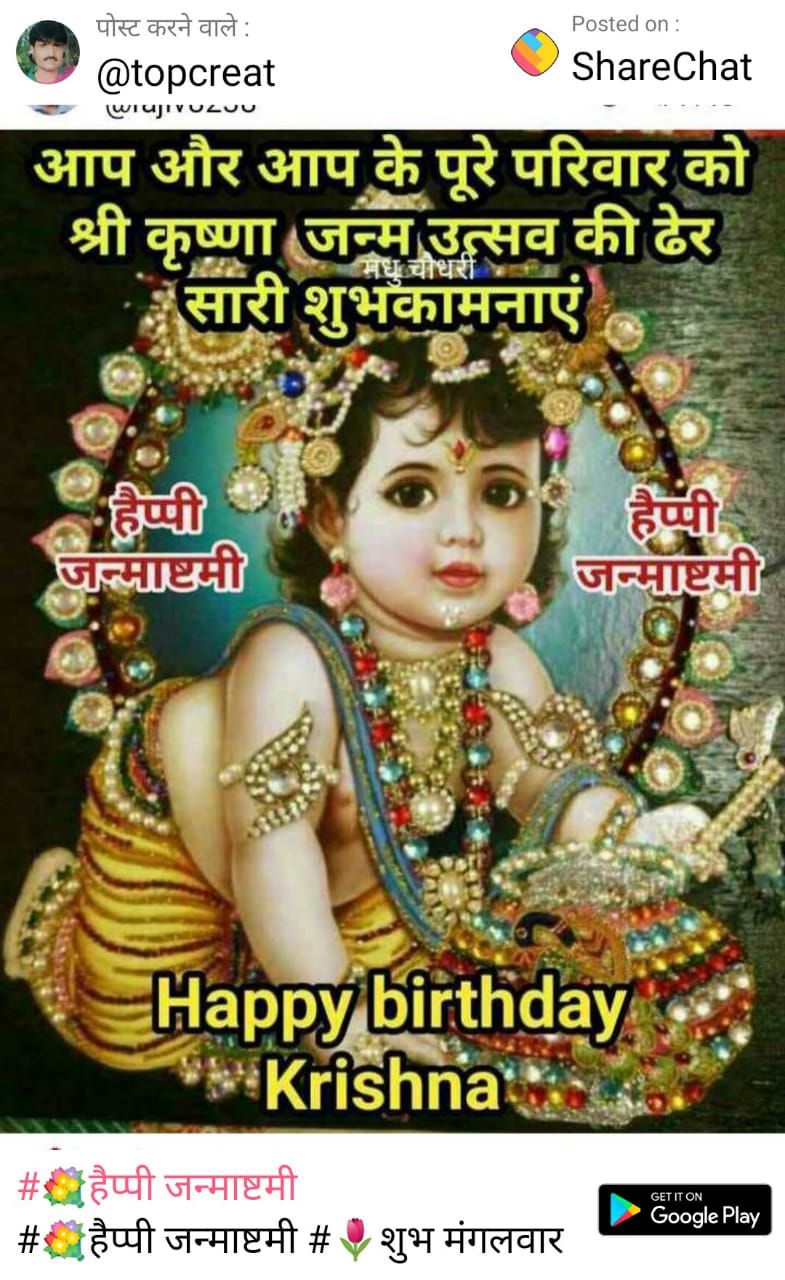 पोस्ट करने वाले :
@topcreat
Posted on :
ShareChat
आप और आप के पूरे परिवार को
श्री कृष्णा जन्म उत्सव की ढेर
मधु चौधरी
सारी शुभकामनाएं
हैप्पी
जन्माष्टमी
हैप्पी
जन्माष्टमी
Happy birthday
Krishna
#💐हैप्पी जन्माष्टमी
#💐हैप्पी जन्माष्टमी #🌷शुभ मंगलवार
GET IT ON
Google Play